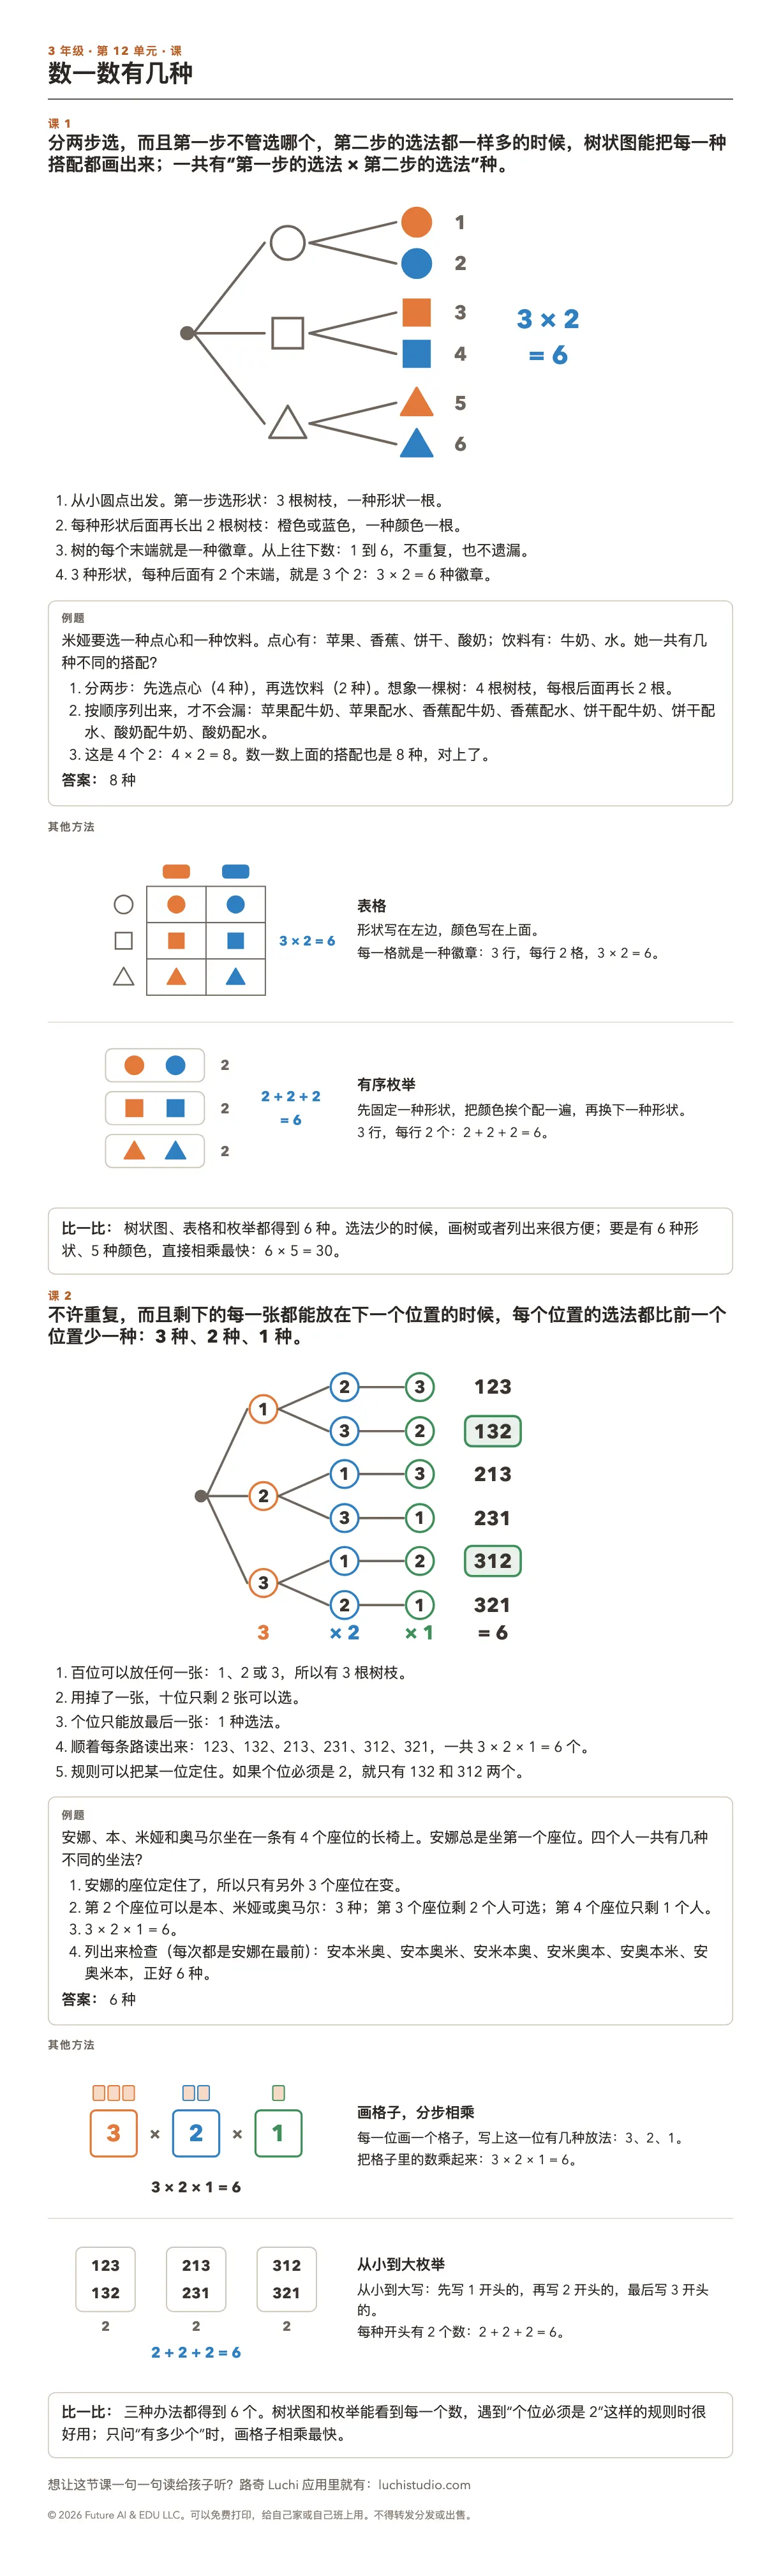 3 年级 · 第 12 单元 · 课
数一数有几种
课 1
分两步选，而且第一步不管选哪个，第二步的选法都一样多的时候，树状图能把每一种
搭配都画出来；一共有“第一步的选法 × 第二步的选法”种。
1
2
3
4
5
6
3 × 2
= 6
1. 从小圆点出发。第一步选形状：3 根树枝，一种形状一根。
2. 每种形状后面再长出 2 根树枝：橙色或蓝色，一种颜色一根。
3. 树的每个末端就是一种徽章。从上往下数：1 到 6，不重复，也不遗漏。
4. 3 种形状，每种后面有 2 个末端，就是 3 个 2：3 × 2 = 6 种徽章。
例题
米娅要选一种点心和一种饮料。点心有：苹果、香蕉、饼干、酸奶；饮料有：牛奶、水。她一共有几
种不同的搭配？
1. 分两步：先选点心（4 种），再选饮料（2 种）。想象一棵树：4 根树枝，每根后面再长 2 根。
2. 按顺序列出来，才不会漏：苹果配牛奶、苹果配水、香蕉配牛奶、香蕉配水、饼干配牛奶、饼干配
水、酸奶配牛奶、酸奶配水。
3. 这是 4 个 2：4 × 2 = 8。数一数上面的搭配也是 8 种，对上了。
答案： 8 种
其他方法
3 × 2 = 6
表格
形状写在左边，颜色写在上面。
每一格就是一种徽章：3 行，每行 2 格，3 × 2 = 6。
2
2
2
2 + 2 + 2
= 6
有序枚举
先固定一种形状，把颜色挨个配一遍，再换下一种形状。
3 行，每行 2 个：2 + 2 + 2 = 6。
比一比： 树状图、表格和枚举都得到 6 种。选法少的时候，画树或者列出来很方便；要是有 6 种形
状、5 种颜色，直接相乘最快：6 × 5 = 30。
课 2
不许重复，而且剩下的每一张都能放在下一个位置的时候，每个位置的选法都比前一个
位置少一种：3 种、2 种、1 种。
1
2 3 123
3 2 132
2
1 3 213
3 1 231
3
1 2 312
2 1 321
3 × 2 × 1 = 6
1. 百位可以放任何一张：1、2 或 3，所以有 3 根树枝。
2. 用掉了一张，十位只剩 2 张可以选。
3. 个位只能放最后一张：1 种选法。
4. 顺着每条路读出来：123、132、213、231、312、321，一共 3 × 2 × 1 = 6 个。
5. 规则可以把某一位定住。如果个位必须是 2，就只有 132 和 312 两个。
例题
安娜、本、米娅和奥马尔坐在一条有 4 个座位的长椅上。安娜总是坐第一个座位。四个人一共有几种
不同的坐法？
1. 安娜的座位定住了，所以只有另外 3 个座位在变。
2. 第 2 个座位可以是本、米娅或奥马尔：3 种；第 3 个座位剩 2 个人可选；第 4 个座位只剩 1 个人。
3. 3 × 2 × 1 = 6。
4. 列出来检查（每次都是安娜在最前）：安本米奥、安本奥米、安米本奥、安米奥本、安奥本米、安
奥米本，正好 6 种。
答案： 6 种
其他方法
3 × 2 × 1
3 × 2 × 1 = 6
画格子，分步相乘
每一位画一个格子，写上这一位有几种放法：3、2、1。
把格子里的数乘起来：3 × 2 × 1 = 6。
123 213 312
132 231 321
2 2 2
2 + 2 + 2 = 6
从小到大枚举
从小到大写：先写 1 开头的，再写 2 开头的，最后写 3 开头
的。
每种开头有 2 个数：2 + 2 + 2 = 6。
比一比： 三种办法都得到 6 个。树状图和枚举能看到每一个数，遇到“个位必须是 2”这样的规则时很
好用；只问“有多少个”时，画格子相乘最快。
想让这节课一句一句读给孩子听？路奇 Luchi 应用里就有：luchistudio.com
© 2026 Future AI & EDU LLC。可以免费打印，给自己家或自己班上用。不得转发分发或出售。